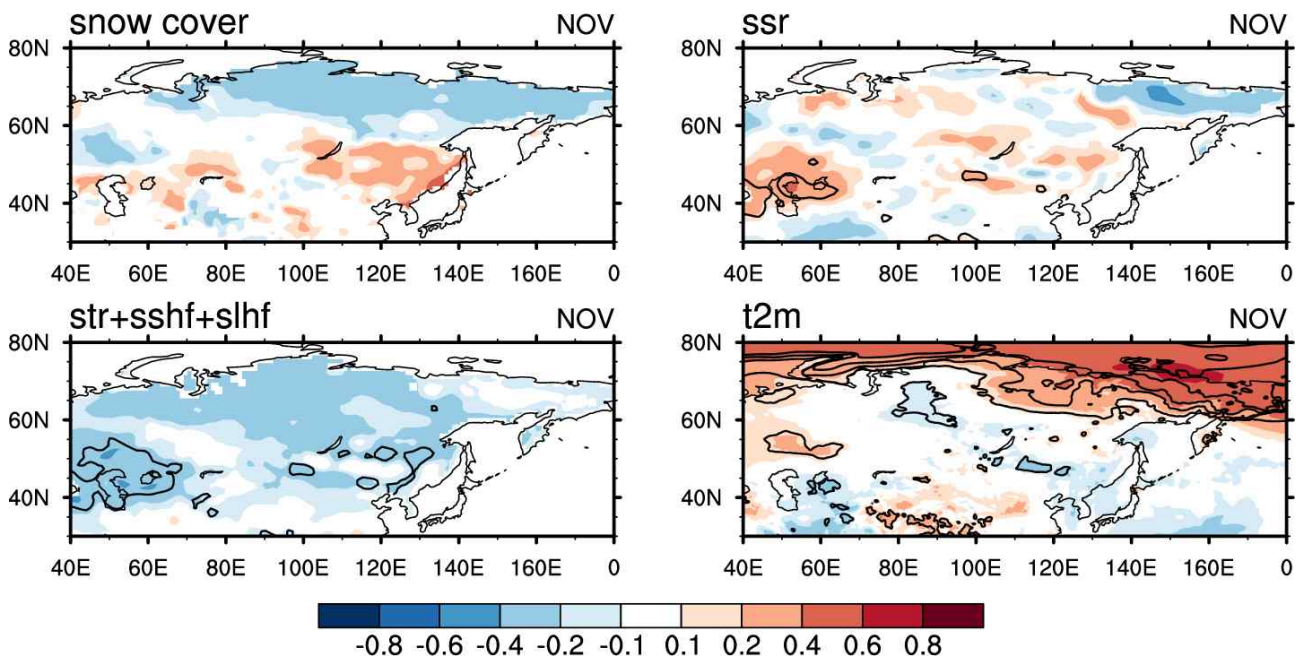 snow cover NOV
80N
60N
40N
40E 60E 80E 100E 120E 140E 160E 0
ssr NOV
80N
60N
40N
40E 60E 80E 100E 120E 140E 160E 0
str+sshf+slhf NOV
80N
60N
40N
40E 60E 80E 100E 120E 140E 160E 0
t2m NOV
80N
60N
40N
40E 60E 80E 100E 120E 140E 160E 0
-0.8 -0.6 -0.4 -0.2 -0.1 0.1 0.2 0.4 0.6 0.8